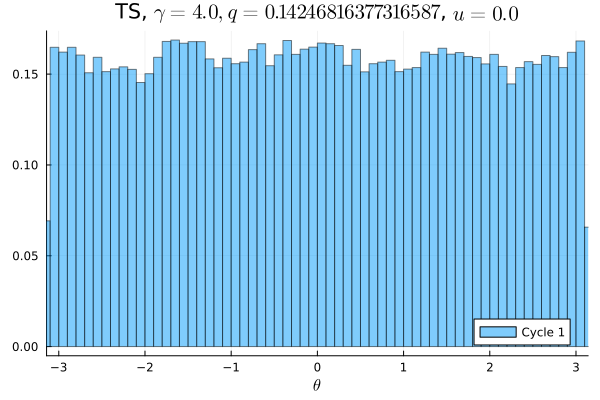 TS, γ = 4.0, q = 0.14246816377316587, u = 0.0
0.15
0.10
0.05
0.00
Cycle 1
−3 −2 −1 0 1 2 3
θ